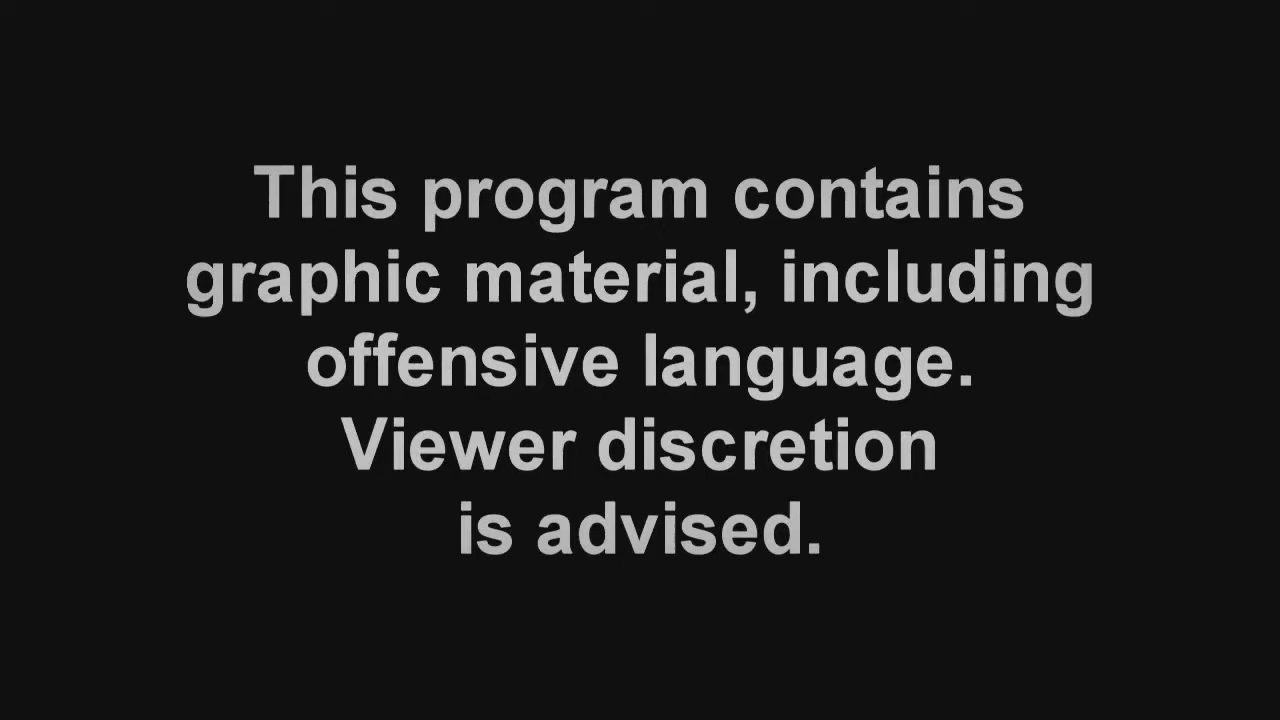 This program contains
graphic material, including
offensive language.
Viewer discretion
is advised.